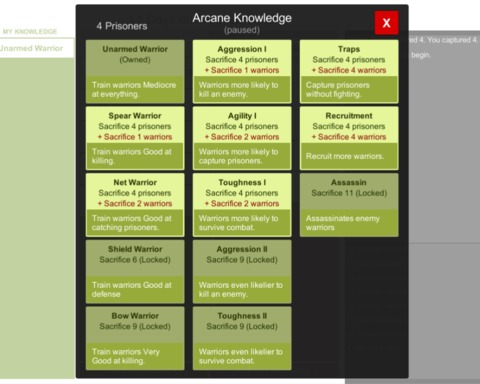 MY KNOWLEDGE
Unarmed Warrior
4 Prisoners
Arcane Knowledge
(paused)
X
ed 4. You captured 4.
begin.
Unarmed Warrior
(Owned)
Train warriors Mediocre
at everything.
Aggression I
Sacrifice 4 prisoners
+ Sacrifice 1 warriors
Warriors more likely to
kill an enemy.
Traps
Sacrifice 4 prisoners
+ Sacrifice 4 warriors
Capture prisoners
without fighting.
Spear Warrior
Sacrifice 4 prisoners
+ Sacrifice 1 warriors
Train warriors Good at
killing.
Agility I
Sacrifice 4 prisoners
+ Sacrifice 2 warriors
Warriors more likely to
capture prisoners.
Recruitment
Sacrifice 4 prisoners
+ Sacrifice 4 warriors
Recruit more warriors.
Net Warrior
Sacrifice 4 prisoners
+ Sacrifice 2 warriors
Train warriors Good at
catching prisoners.
Toughness I
Sacrifice 4 prisoners
+ Sacrifice 2 warriors
Warriors more likely to
survive combat.
Assassin
Sacrifice 11 (Locked)
Assassinates enemy
warriors
Shield Warrior
Sacrifice 6 (Locked)
Train warriors Good at
defense
Aggression II
Sacrifice 9 (Locked)
Warriors even likelier to
kill an enemy.
Bow Warrior
Sacrifice 9 (Locked)
Train warriors Very
Good at killing.
Toughness II
Sacrifice 9 (Locked)
Warriors even likelier to
survive combat.